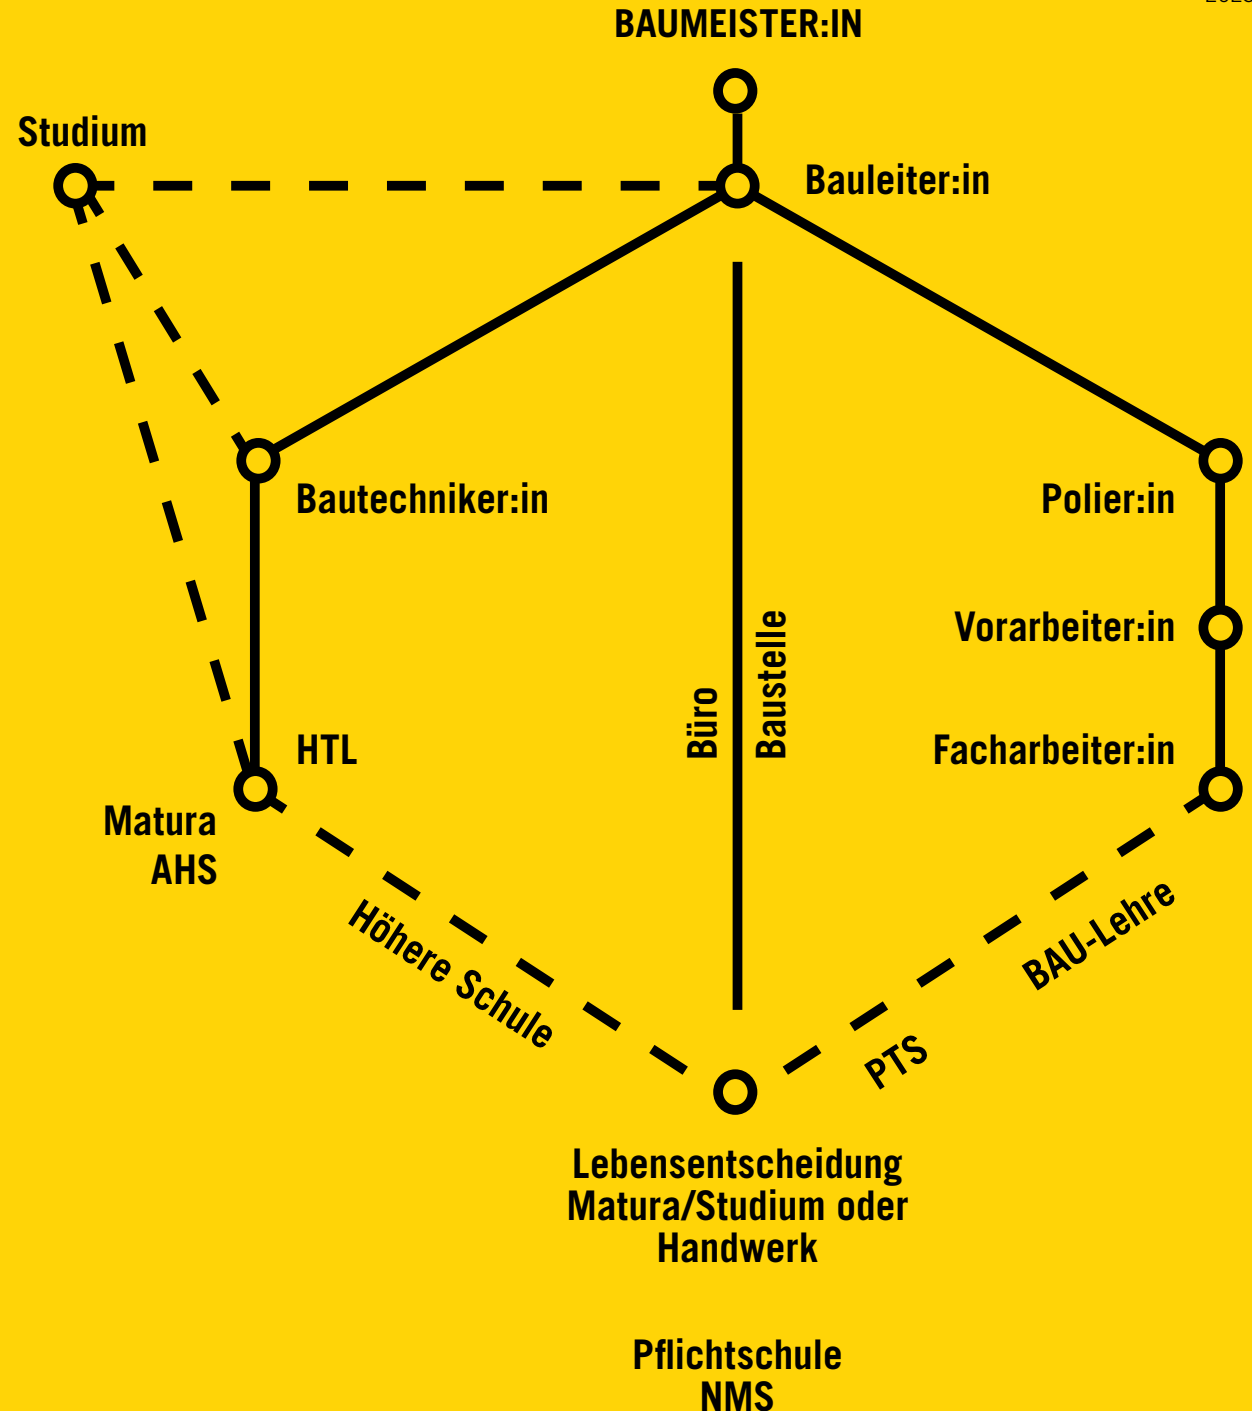 BAUMEISTER:IN
Studium
Bauleiter:in
Bautechniker:in
Polier:in
Vorarbeiter:in
Büro
Baustelle
HTL
Facharbeiter:in
Matura
AHS
Höhere Schule
BAU-Lehre
PTS
Lebensentscheidung
Matura/Studium oder
Handwerk
Pflichtschule
NMS